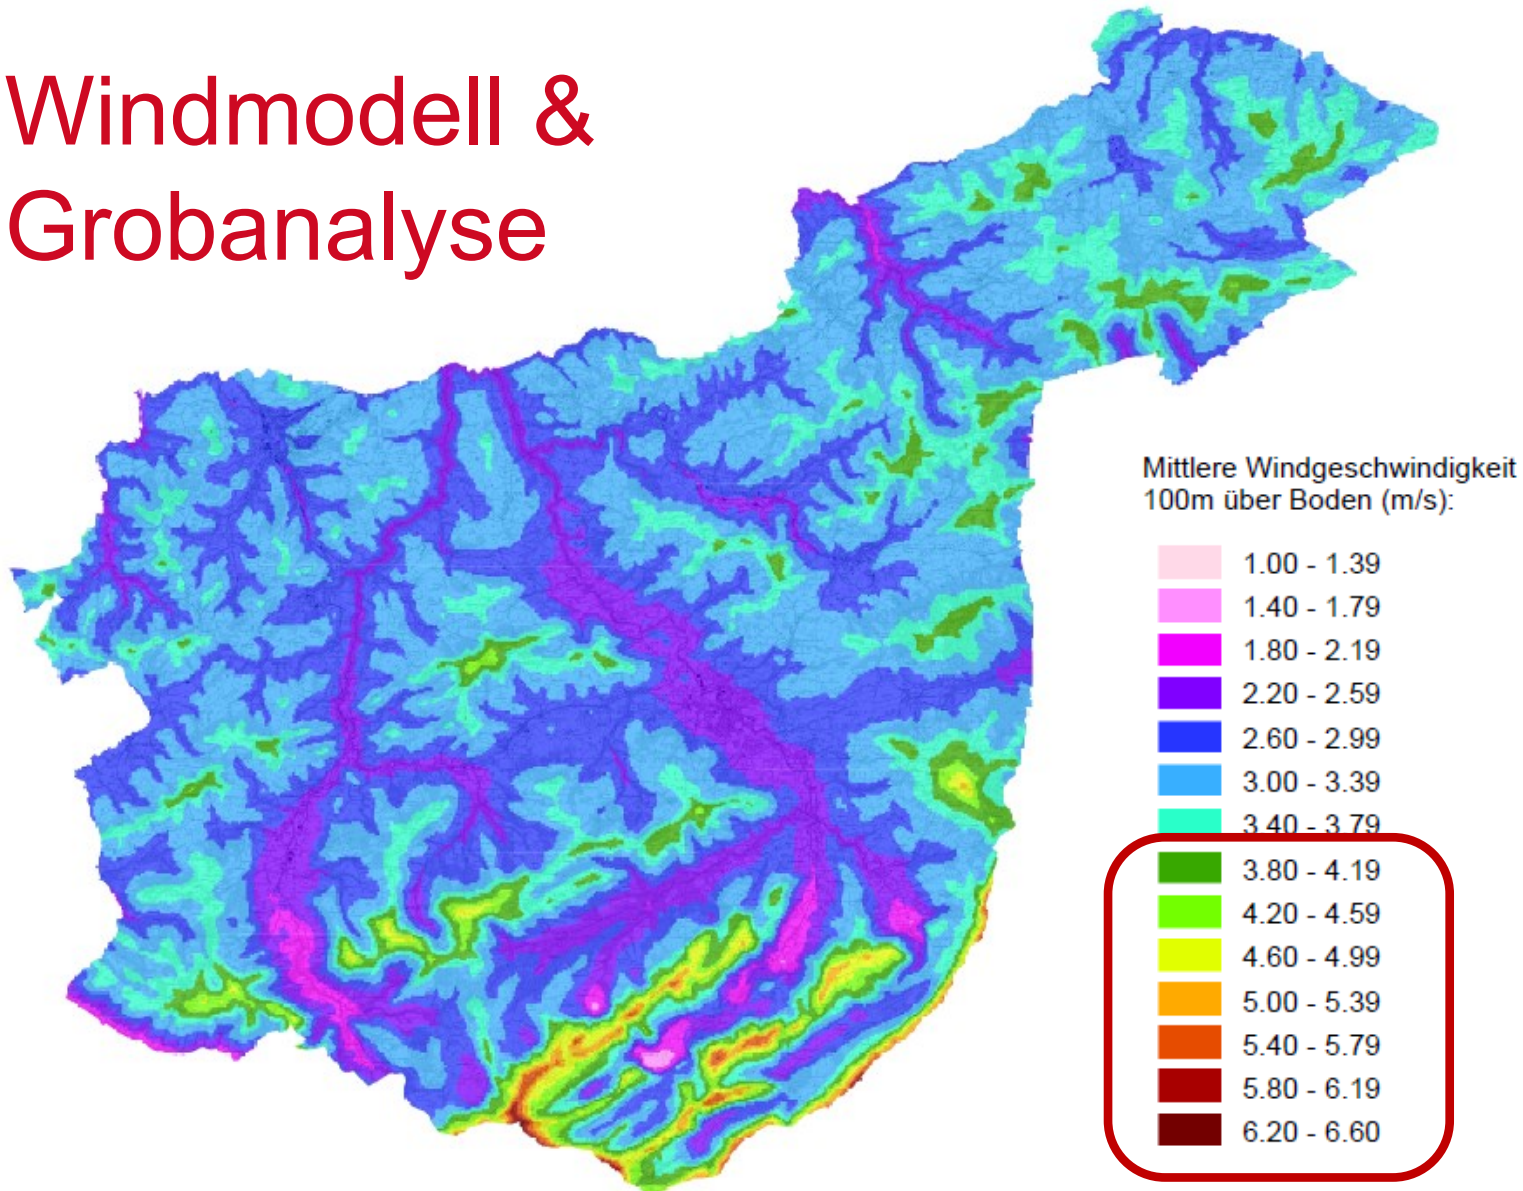 Windmodell &
Grobanalyse
Mittlere Windgeschwindigkeit
100m über Boden (m/s):
1.00 - 1.39
1.40 - 1.79
1.80 - 2.19
2.20 - 2.59
2.60 - 2.99
3.00 - 3.39
3.40 - 3.79
3.80 - 4.19
4.20 - 4.59
4.60 - 4.99
5.00 - 5.39
5.40 - 5.79
5.80 - 6.19
6.20 - 6.60